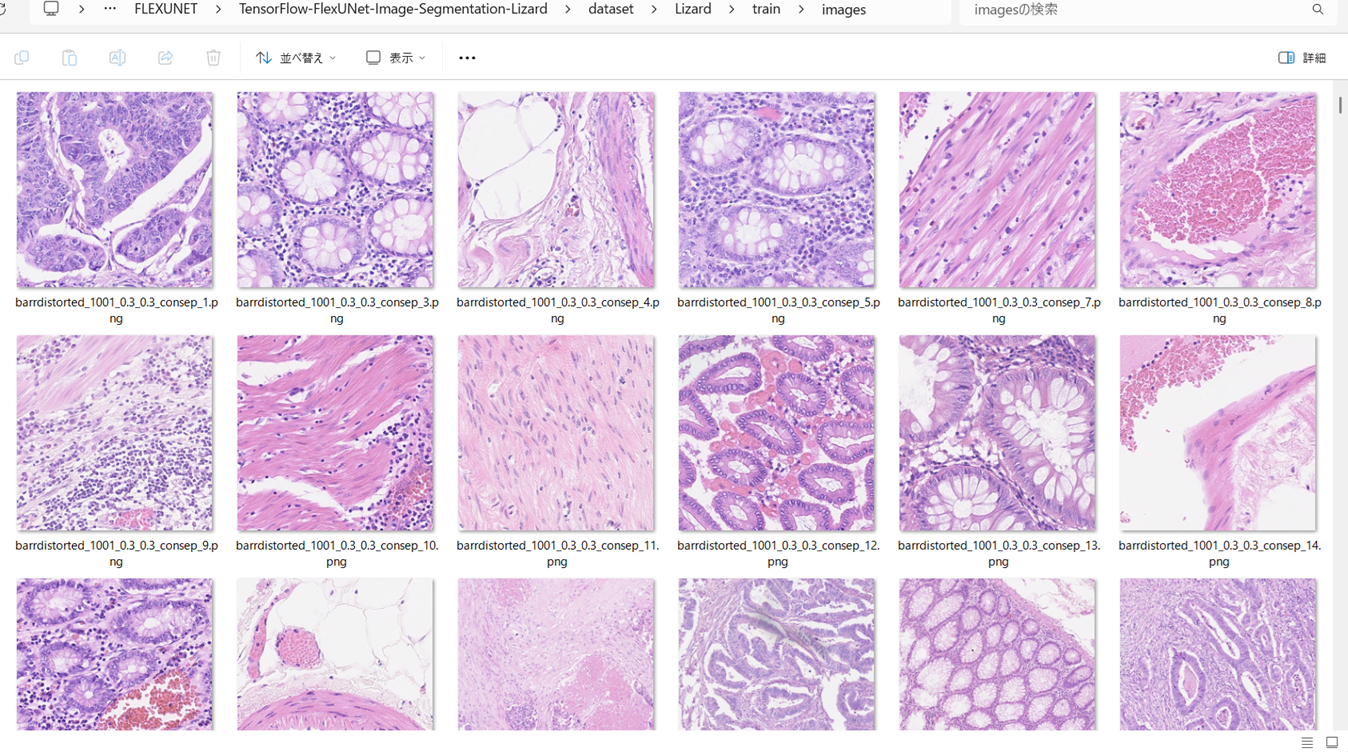 FLEXUNET > TensorFlow-FlexUNet-Image-Segmentation-Lizard > dataset > Lizard > train > images
imagesの検索
並べ替え
表示
詳細
barrdistorted_1001_0.3_0.3_consep_1.p
ng
barrdistorted_1001_0.3_0.3_consep_3.p
ng
barrdistorted_1001_0.3_0.3_consep_4.p
ng
barrdistorted_1001_0.3_0.3_consep_5.p
ng
barrdistorted_1001_0.3_0.3_consep_7.p
ng
barrdistorted_1001_0.3_0.3_consep_8.p
ng
barrdistorted_1001_0.3_0.3_consep_9.p
ng
barrdistorted_1001_0.3_0.3_consep_10.
png
barrdistorted_1001_0.3_0.3_consep_11.
png
barrdistorted_1001_0.3_0.3_consep_12.
png
barrdistorted_1001_0.3_0.3_consep_13.
png
barrdistorted_1001_0.3_0.3_consep_14.
png